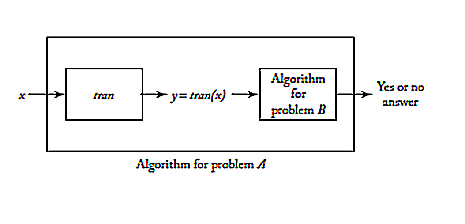 x
tran
y = tran(x)
Algorithm
for
problem B
Yes or no
answer
Algorithm for problem A